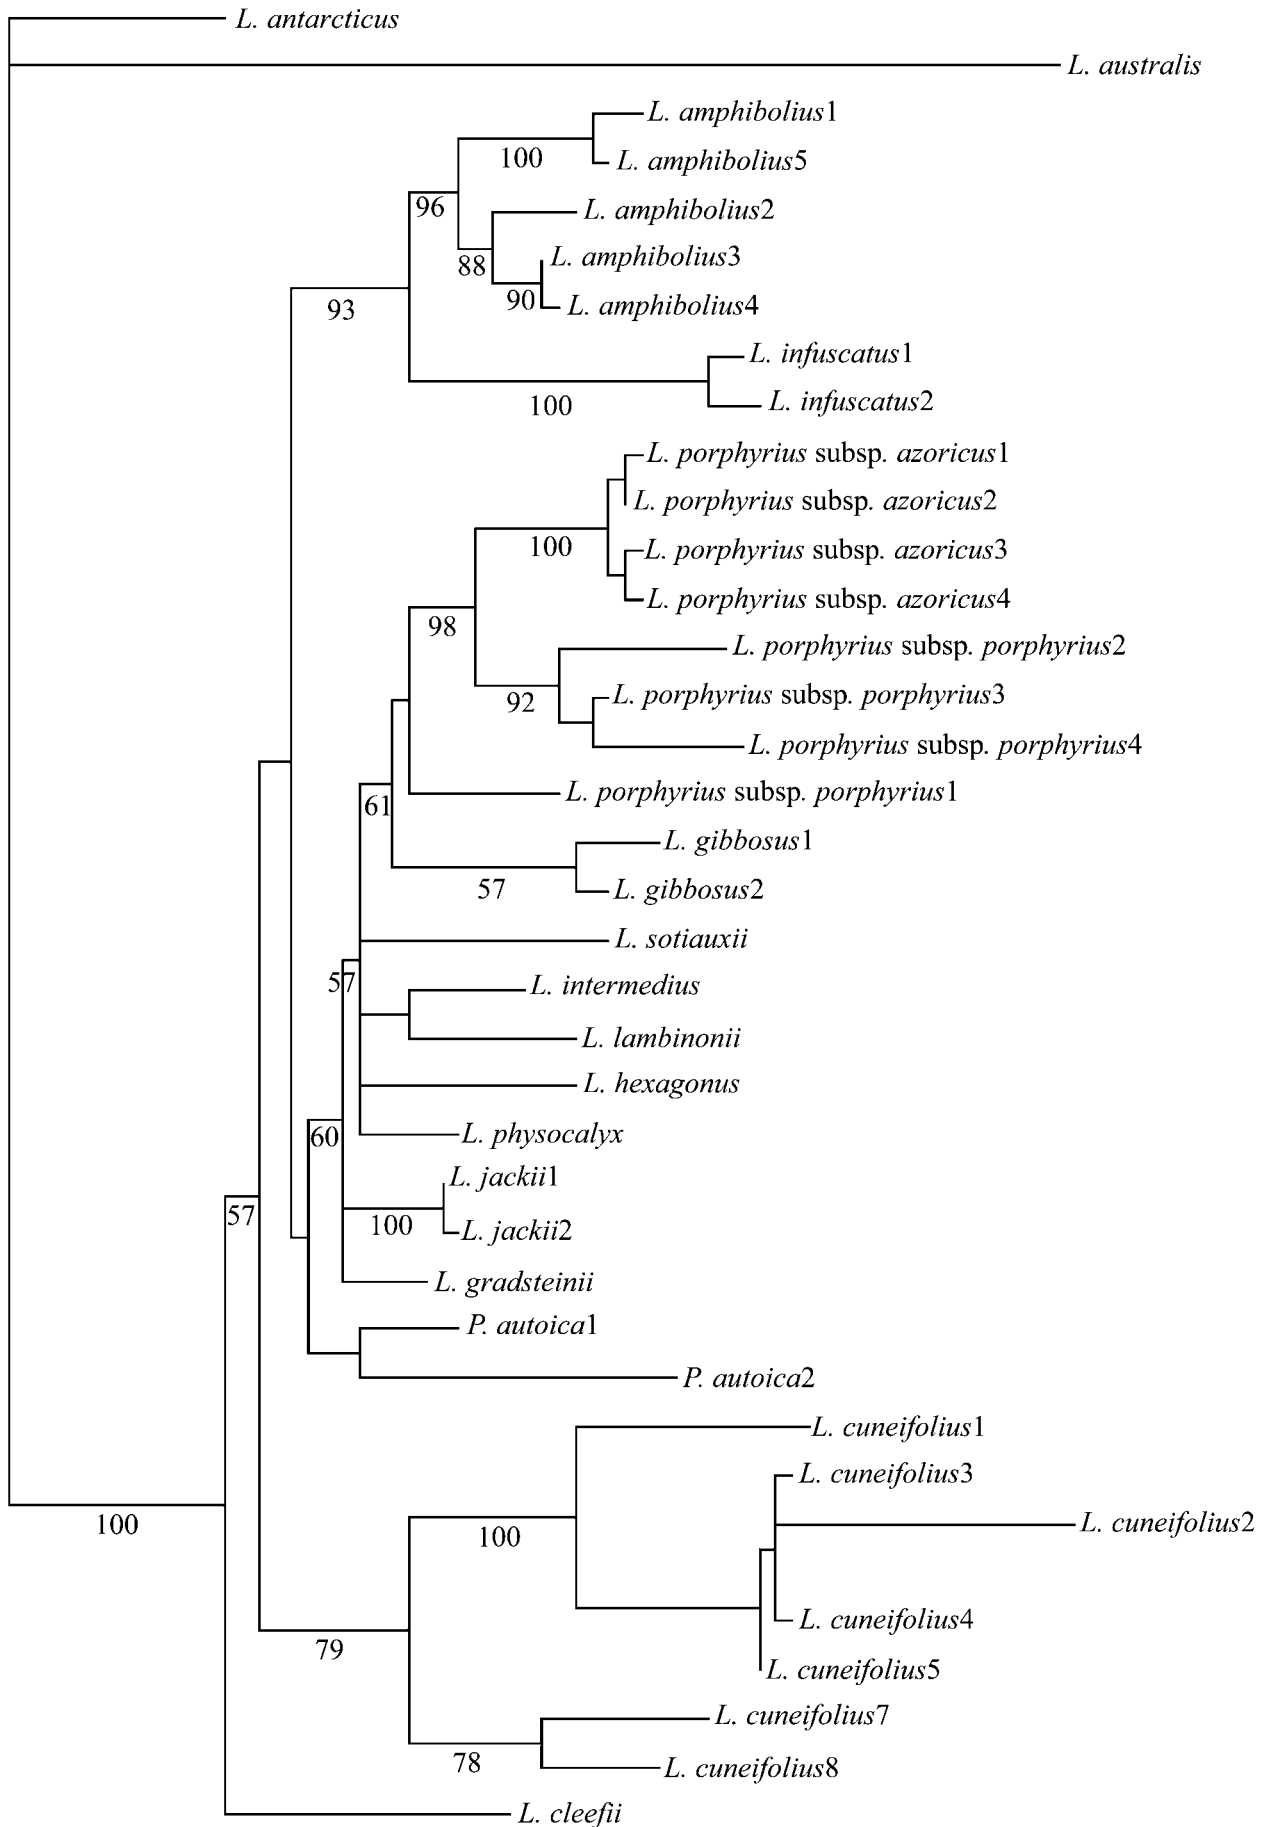 L. antarcticus
L. australis
L. amphibolius1
100
L. amphibolius5
96
L. amphibolius2
L. amphibolius3
88
90
L. amphibolius4
93
L. infuscatus1
100
L. infuscatus2
L. porphyrius subsp. azoricus1
L. porphyrius subsp. azoricus2
100
L. porphyrius subsp. azoricus3
L. porphyrius subsp. azoricus4
98
L. porphyrius subsp. porphyrius2
92
L. porphyrius subsp. porphyrius3
L. porphyrius subsp. porphyrius4
L. porphyrius subsp. porphyrius1
61
L. gibbosus1
57
L. gibbosus2
L. sotiauxii
57
L. intermedius
L. lambinonii
L. hexagonus
L. physocalyx
60
L. jackii1
100
L. jackii2
57
L. gradsteinii
P. autoica1
P. autoica2
L. cuneifolius1
L. cuneifolius3
100
L. cuneifolius2
100
L. cuneifolius4
79
L. cuneifolius5
L. cuneifolius7
78
L. cuneifolius8
L. cleefii